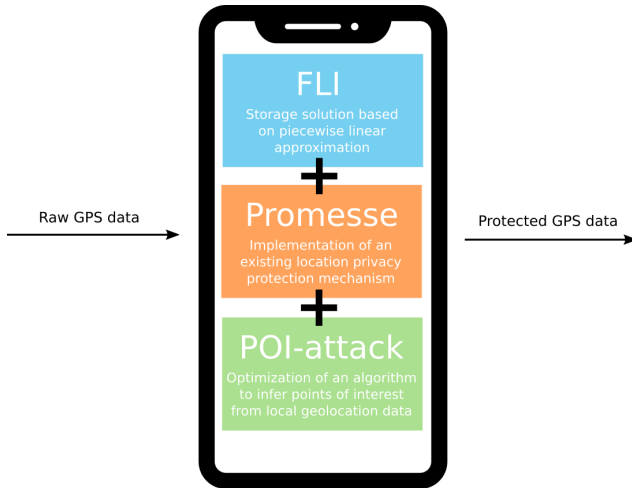 FLI
Storage solution based
on piecewise linear
approximation
Raw GPS data
Promesse
Implementation of an
existing location privacy
protection mechanism
Protected GPS data
POI-attack
Optimization of an algorithm
to infer points of interest
from local geolocation data